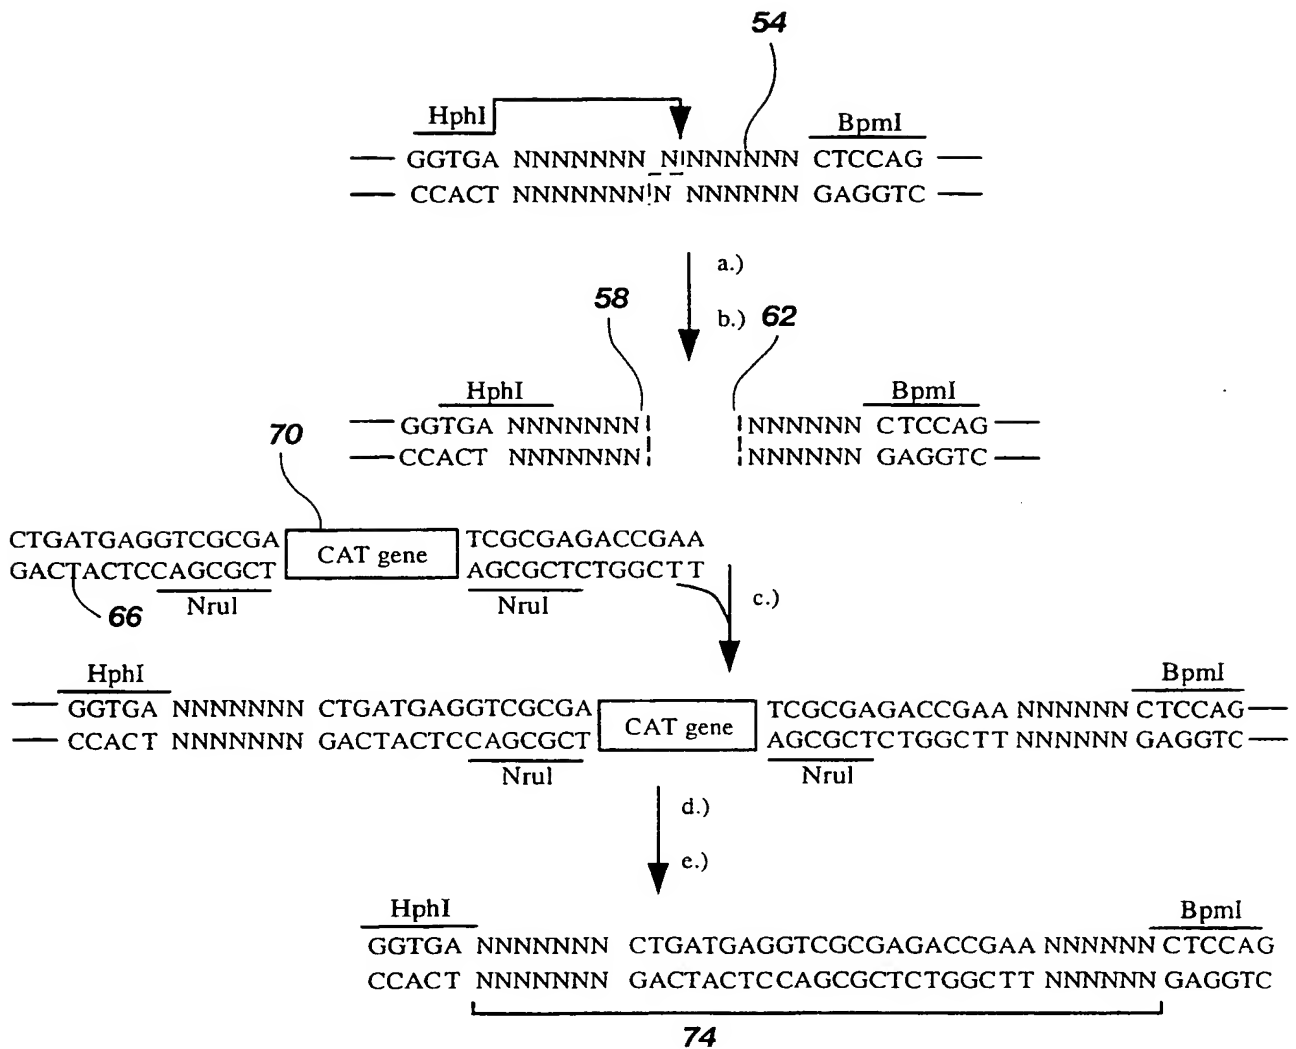 54
HphI
BpmI
GGTGA NNNNNNN NNNNNNN CTCCAG
CCACT NNNNNNN N NNNNNN GAGGTC
a.)
58
b.) 62
HphI
BpmI
GGTGA NNNNNNN NNNNNN CTCCAG
CCACT NNNNNNN NNNNNN GAGGTC
70
CTGATGAGGTCGCGA CAT gene TCGCGAGACCGAA
GACTACTCCAGCGCT AGCGCTCTGGCTT
NruI NruI
66
c.)
HphI
BpmI
GGTGA NNNNNNN CTGATGAGGTCGCGA CAT gene TCGCGAGACCGAA NNNNNN CTCCAG
CCACT NNNNNNN GACTACTCCAGCGCT AGCGCTCTGGCTT NNNNNN GAGGTC
NruI NruI
d.)
e.)
HphI
BpmI
GGTGA NNNNNNN CTGATGAGGTCGCGAGACCGAA NNNNNN CTCCAG
CCACT NNNNNNN GACTACTCCAGCGCTCTGGCTT NNNNNN GAGGTC
74